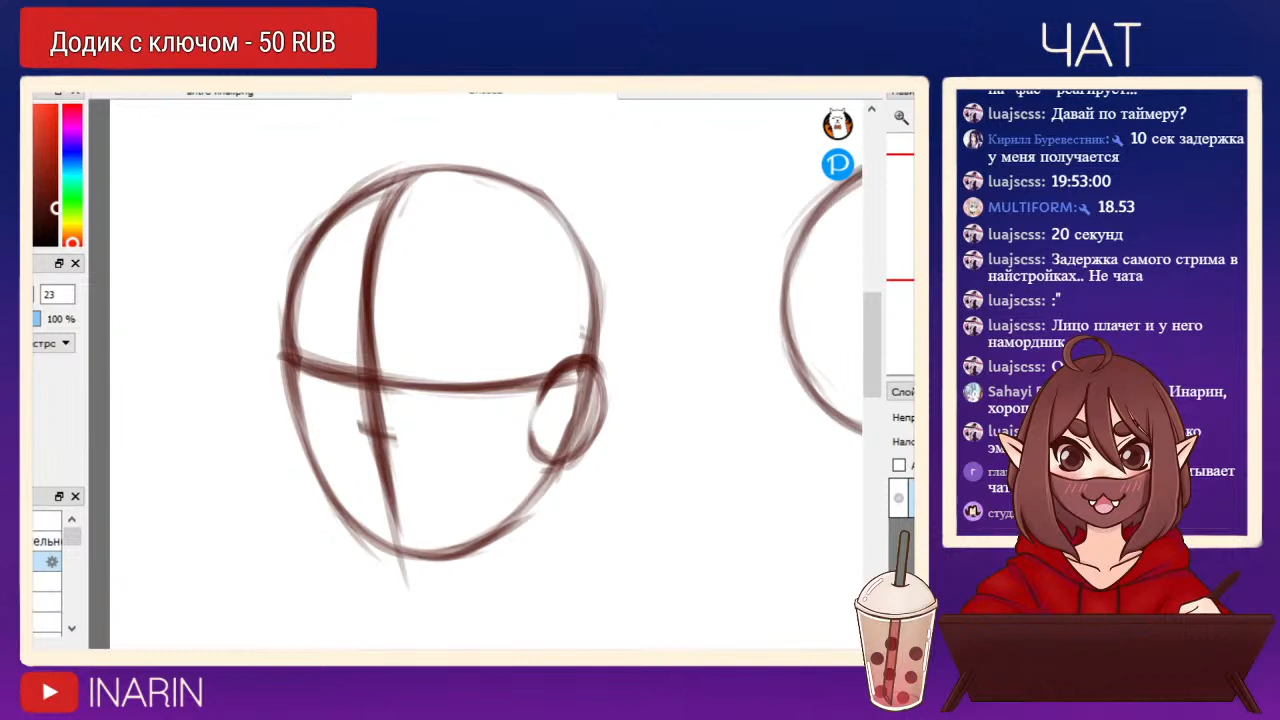 Додик с ключом - 50 RUB
ЧАТ
luajscss: Давай по таймеру?
Кирилл Буревестник: 10 сек задержка
у меня получается
luajscss: 19:53:00
MULTIFORM: 18.53
luajscss: 20 секунд
luajscss: Задержка самого стрима в
найстройках.. Не чата
luajscss: :"
luajscss: Лицо плачет и у него
намордник
Sahayi
Инарин,
23
100 %
INARIN